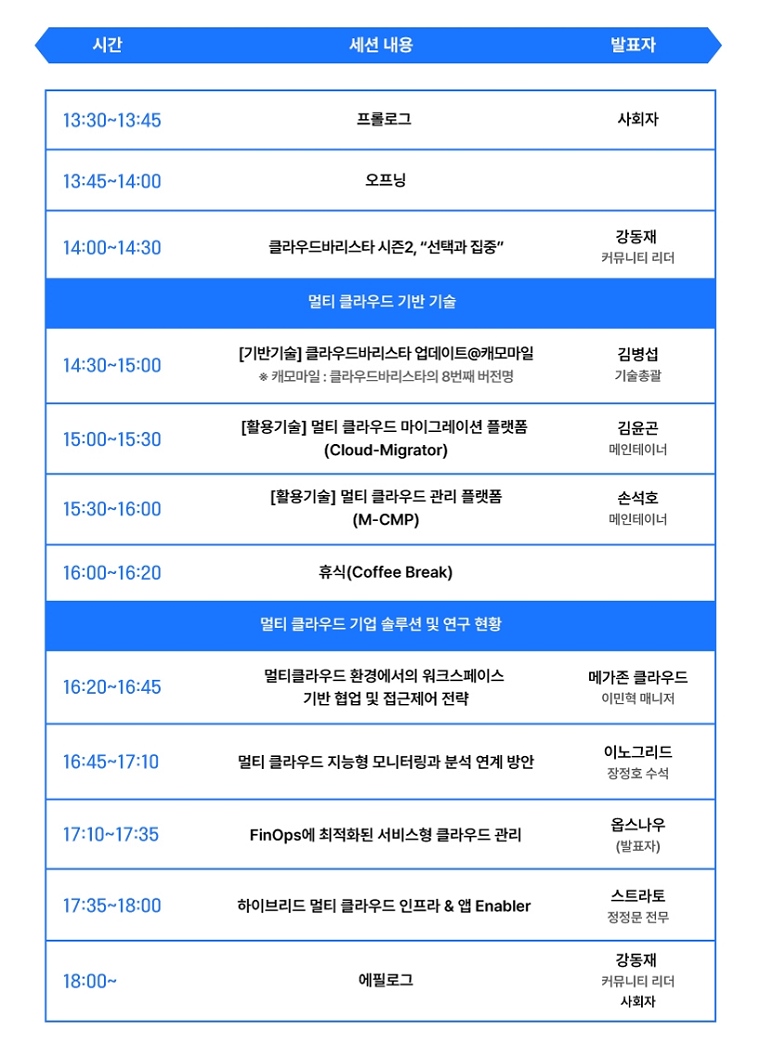 시간 세션 내용 발표자
13:30~13:45 프롤로그 사회자
13:45~14:00 오프닝
14:00~14:30 클라우드바리스타 시즌2, “선택과 집중” 강동재
커뮤니티 리더
멀티 클라우드 기반 기술
14:30~15:00 [기반기술] 클라우드바리스타 업데이트@캐모마일 김병섭
※ 캐모마일 : 클라우드바리스타의 8번째 버전명 기술총괄
15:00~15:30 [활용기술] 멀티 클라우드 마이그레이션 플랫폼 김윤곤
(Cloud-Migrator) 메인테이너
15:30~16:00 [활용기술] 멀티 클라우드 관리 플랫폼 손석호
(M-CMP) 메인테이너
16:00~16:20 휴식(Coffee Break)
멀티 클라우드 기업 솔루션 및 연구 현황
16:20~16:45 멀티클라우드 환경에서의 워크스페이스 메가존 클라우드
기반 협업 및 접근제어 전략 이민혁 매니저
16:45~17:10 멀티 클라우드 지능형 모니터링과 분석 연계 방안 이노그리드
장정호 수석
17:10~17:35 FinOps에 최적화된 서비스형 클라우드 관리 옵스나우
(발표자)
17:35~18:00 하이브리드 멀티 클라우드 인프라 & 앱 Enabler 스트라토
정정문 전무
18:00~ 에필로그 강동재
커뮤니티 리더
사회자